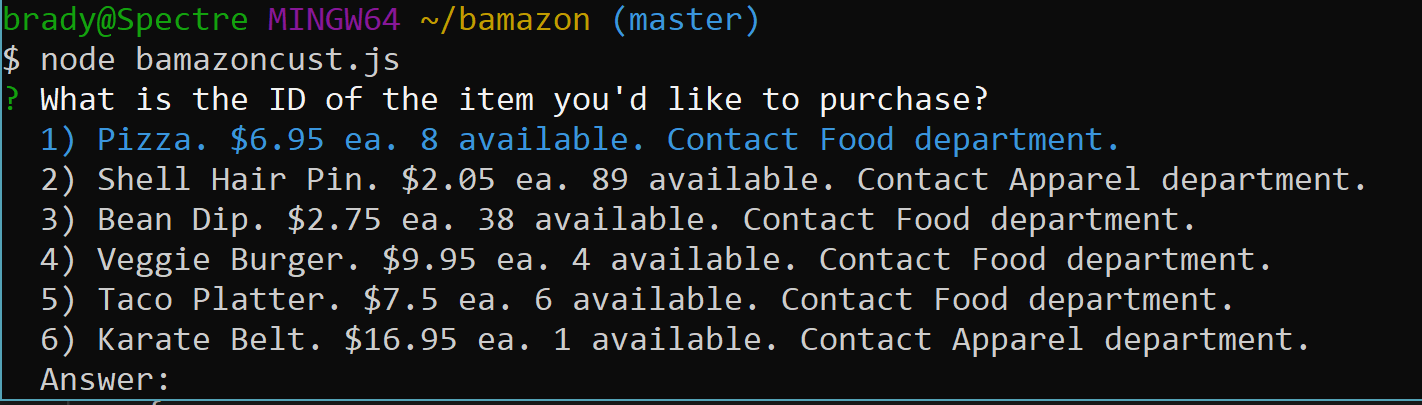 brady@Spectre MINGW64 ~/bamazon (master)
$ node bamazoncust.js
? What is the ID of the item you'd like to purchase?
1) Pizza. $6.95 ea. 8 available. Contact Food department.
2) Shell Hair Pin. $2.05 ea. 89 available. Contact Apparel department.
3) Bean Dip. $2.75 ea. 38 available. Contact Food department.
4) Veggie Burger. $9.95 ea. 4 available. Contact Food department.
5) Taco Platter. $7.5 ea. 6 available. Contact Food department.
6) Karate Belt. $16.95 ea. 1 available. Contact Apparel department.
Answer: